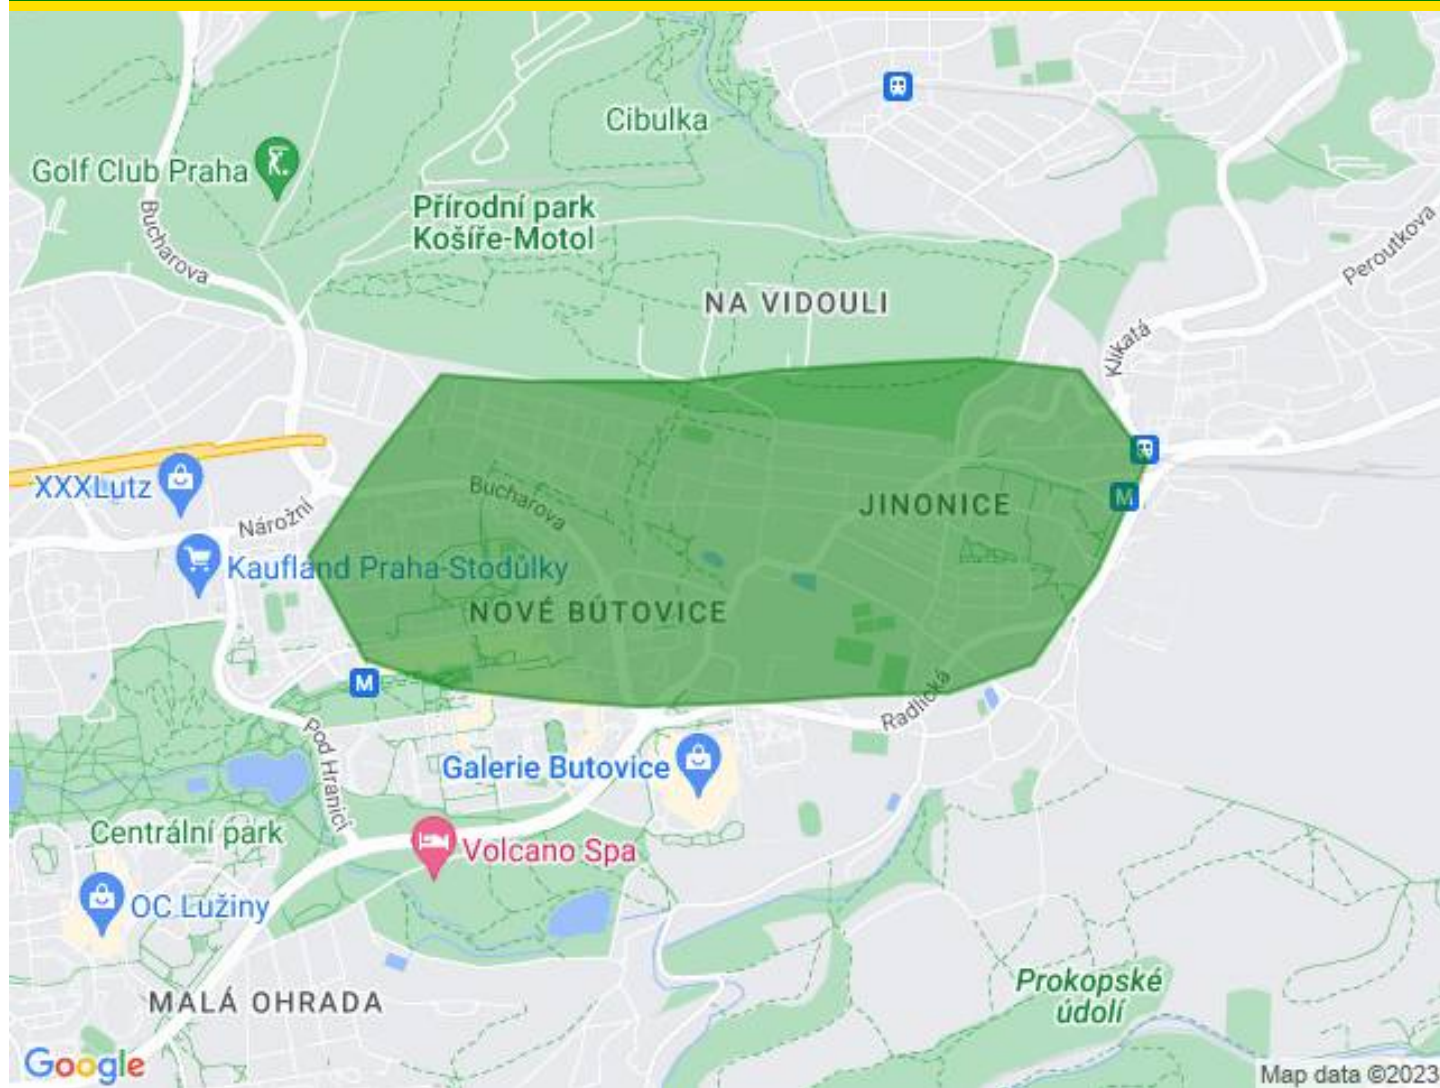 Cibulka
Golf Club Praha
Přírodní park
Košíře-Motol
Bucharova
Peroutkova
NA VIDOULI
Klikatá
XXXLutz
Bucharova
JINONICE
Nárožní
M
Kaufland Praha-Stodůlky
NOVÉ BUTOVICE
M
Radlická
Pod Hranicí
Galerie Butovice
Centrální park
Volcano Spa
OC Lužiny
Prokopské
údolí
MALÁ OHRADA
Google
Map data ©2023